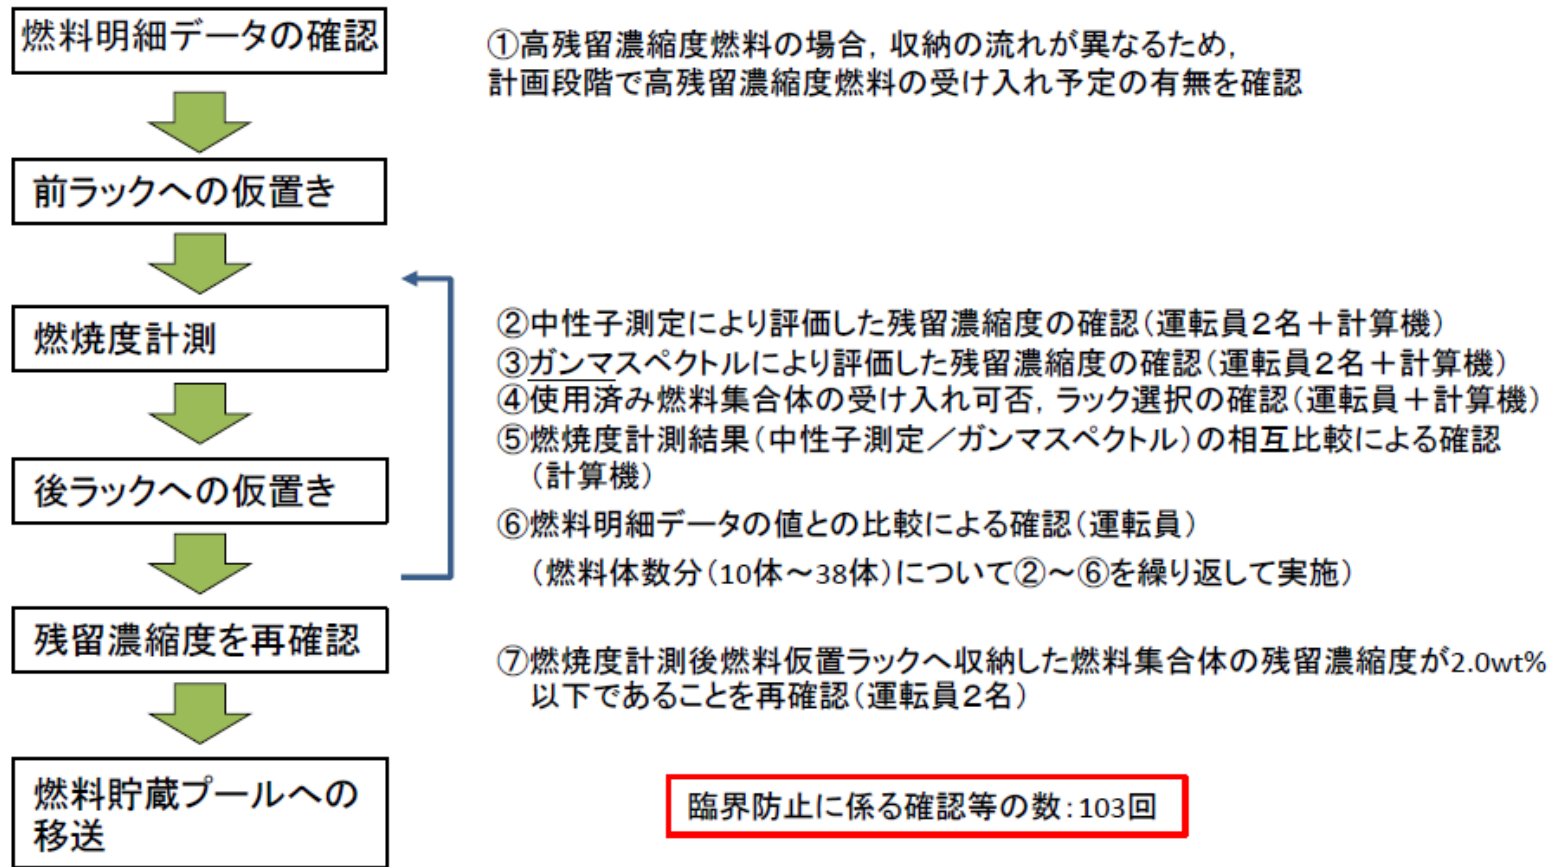 燃料明細データの確認
①高残留濃縮度燃料の場合，収納の流れが異なるため，
計画段階で高残留濃縮度燃料の受け入れ予定の有無を確認
前ラックへの仮置き
燃焼度計測
②中性子測定により評価した残留濃縮度の確認（運転員２名＋計算機）
③ガンマスペクトルにより評価した残留濃縮度の確認（運転員２名＋計算機）
④使用済み燃料集合体の受け入れ可否，ラック選択の確認（運転員＋計算機）
⑤燃焼度計測結果（中性子測定／ガンマスペクトル）の相互比較による確認
（計算機）
後ラックへの仮置き
⑥燃料明細データの値との比較による確認（運転員）
（燃料体数分（10体～38体）について②～⑥を繰り返して実施）
残留濃縮度を再確認
⑦燃焼度計測後燃料仮置ラックへ収納した燃料集合体の残留濃縮度が2.0wt%
以下であることを再確認（運転員２名）
燃料貯蔵プールへの
移送
臨界防止に係る確認等の数：103回